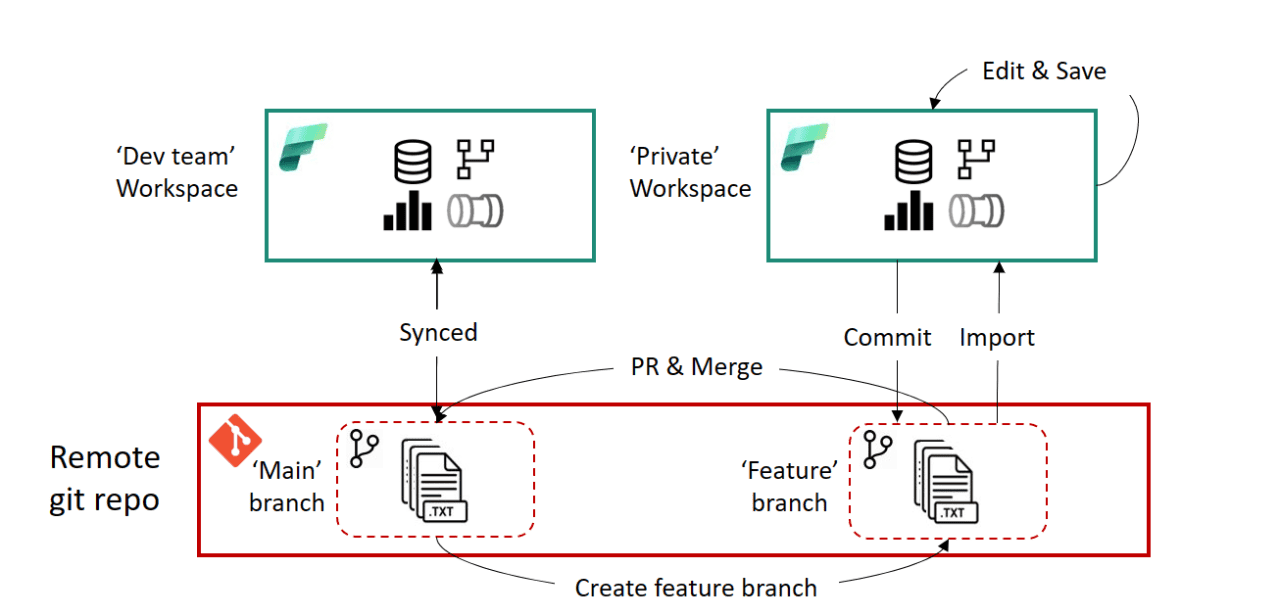 Edit & Save
‘Dev team’
Workspace
‘Private’
Workspace
Synced
Commit
Import
PR & Merge
Remote
git repo
‘Main’
branch
.TXT
‘Feature’
branch
.TXT
Create feature branch